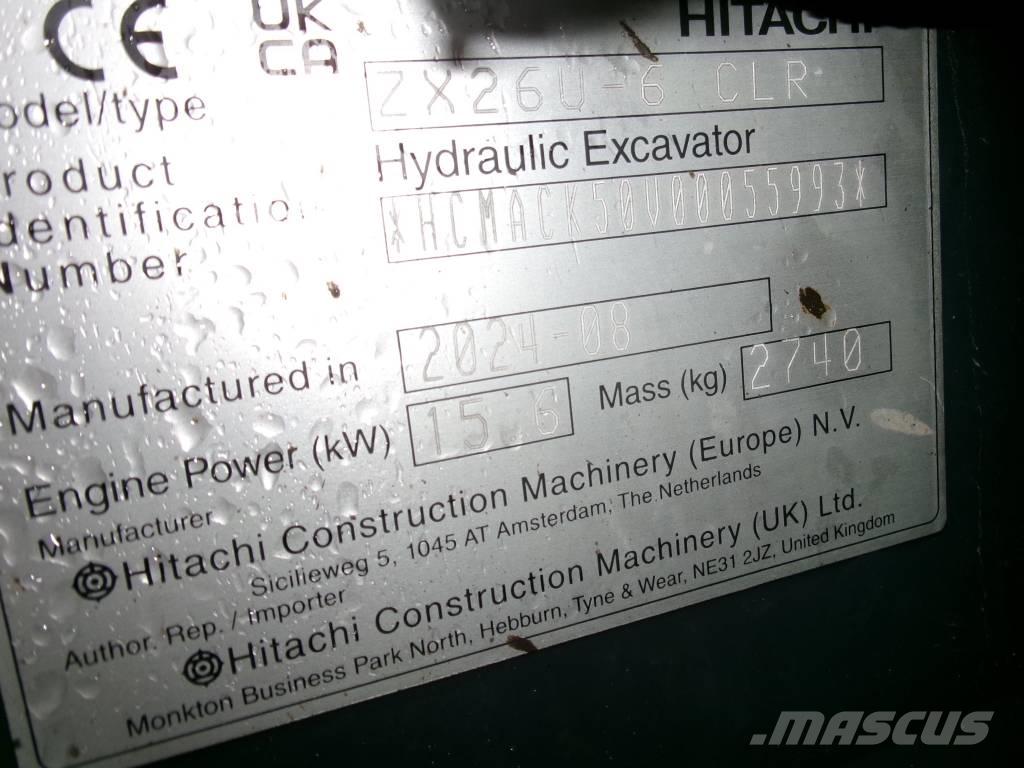 CE UK CA HITACHI
odel/type ZX26U-6 CLR
roduct Hydraulic Excavator
dentification *HCMACK50V00055993*
Number
Manufactured in 2024-08
Engine Power (kW) 15.6 Mass (kg) 2740
Manufacturer
Hitachi Construction Machinery (Europe) N.V.
Sicilieweg 5, 1045 AT Amsterdam, The Netherlands
Author. Rep. / Importer
Hitachi Construction Machinery (UK) Ltd.
Monkton Business Park North, Hebburn, Tyne & Wear, NE31 2JZ, United Kingdom
.MASCUS